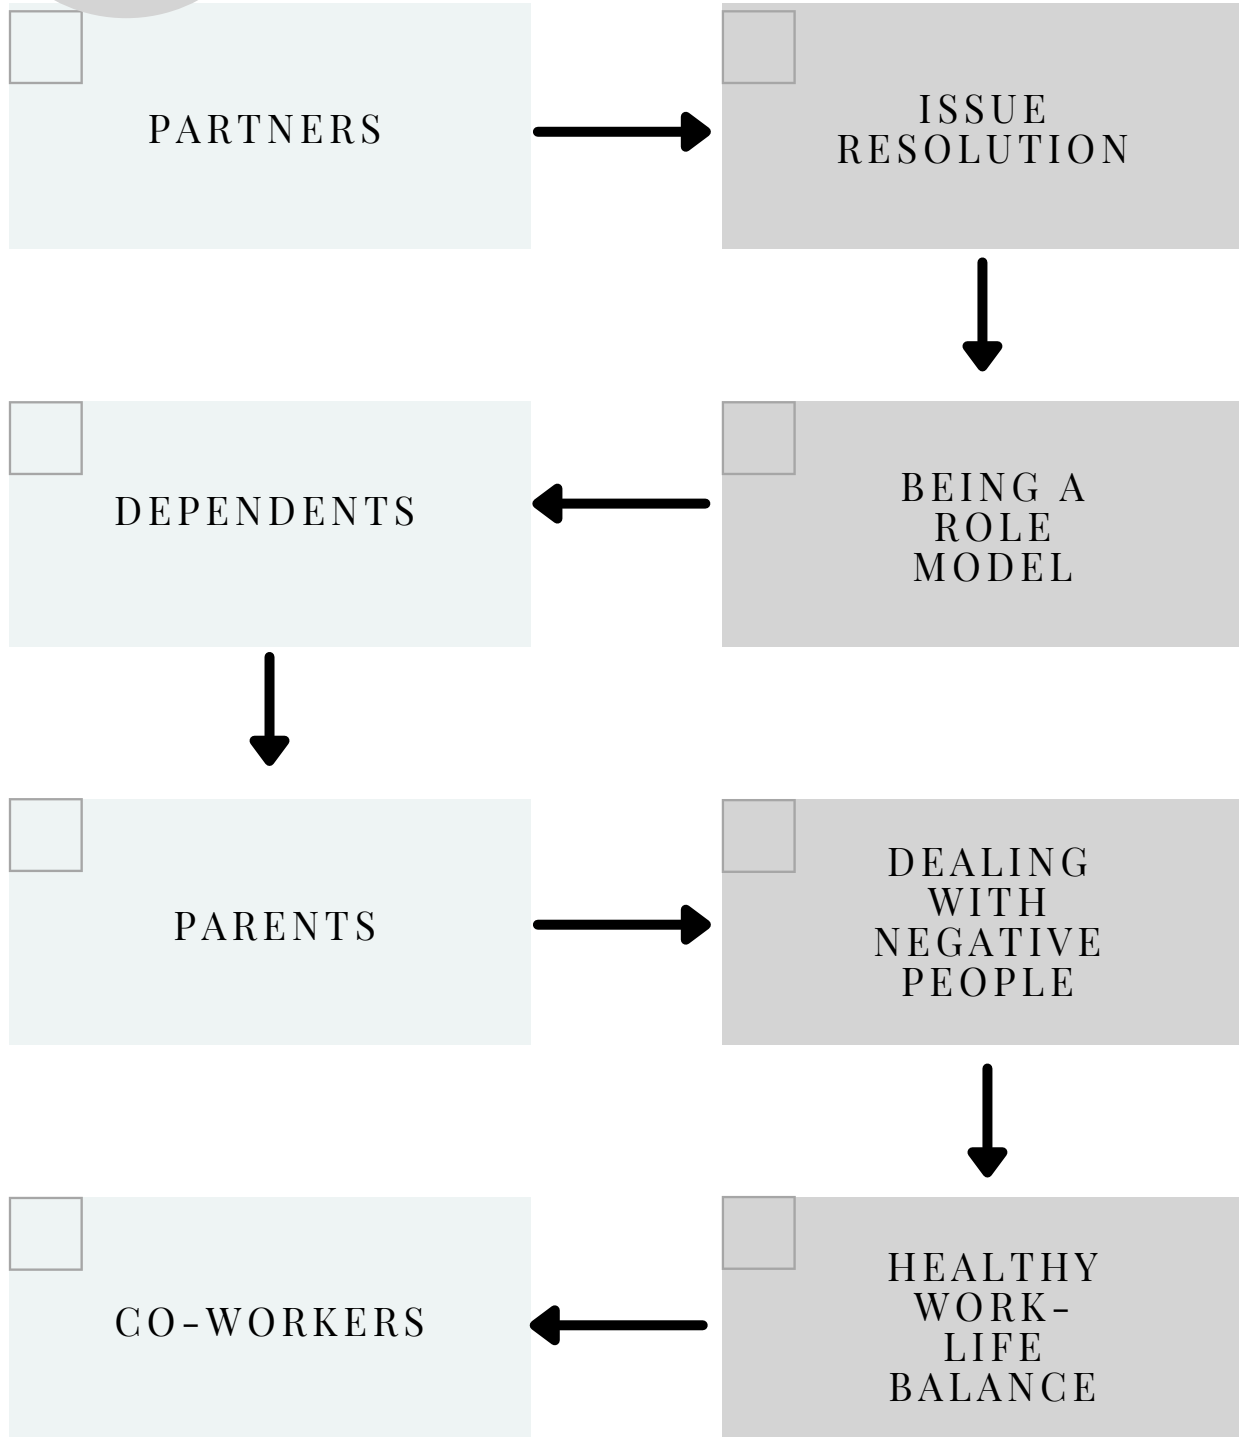 PARTNERS
ISSUE
RESOLUTION
BEING A
ROLE
MODEL
DEPENDENTS
PARENTS
DEALING
WITH
NEGATIVE
PEOPLE
HEALTHY
WORK-
LIFE
BALANCE
CO-WORKERS